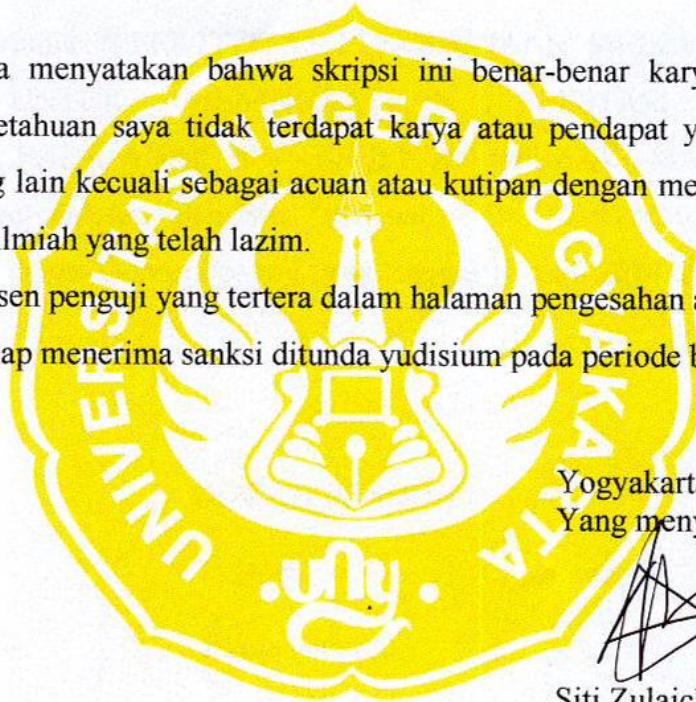 a menyatakan bahwa skripsi ini benar-benar kary
etahuan saya tidak terdapat karya atau pendapat y
g lain kecuali sebagai acuan atau kutipan dengan me
ilmiah yang telah lazim.
sen penguji yang tertera dalam halaman pengesahan a
ap menerima sanksi ditunda yudisium pada periode b
UNIVERSITAS NEGERI YOGYAKARTA
uny
Yogyakart
Yang meny
Siti Zulaic